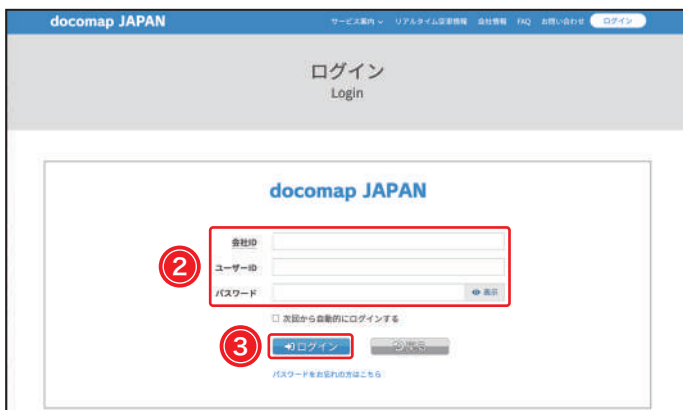 docomap JAPAN サービス案内 リアルタイム空車情報 会社情報 FAQ お問い合わせ ログイン
ログイン
Login
docomap JAPAN
会社ID
② ユーザーID
パスワード 表示
次回から自動的にログインする
③ ログイン 戻る
パスワードをお忘れの方はこちら